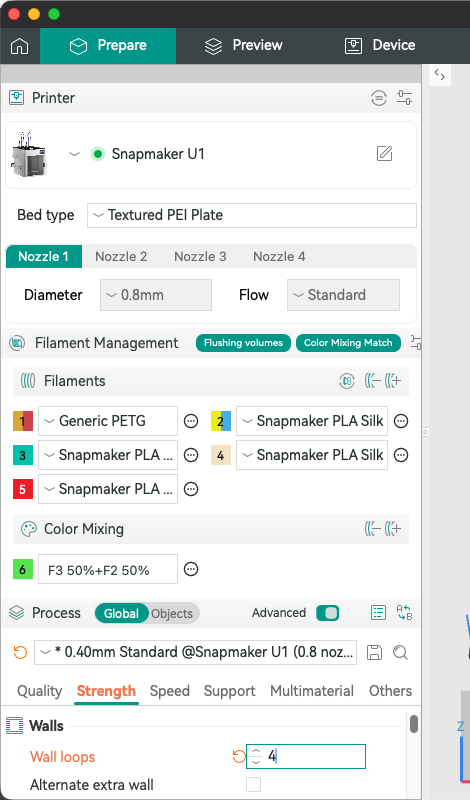 Prepare Preview Device
Printer
Snapmaker U1
Bed type Textured PEI Plate
Nozzle 1 Nozzle 2 Nozzle 3 Nozzle 4
Diameter 0.8mm Flow Standard
Filament Management Flushing volumes Color Mixing Match
Filaments
1 Generic PETG 2 Snapmaker PLA Silk
3 Snapmaker PLA ... 4 Snapmaker PLA Silk
5 Snapmaker PLA ...
Color Mixing
6 F3 50%+F2 50%
Process Global Objects Advanced
* 0.40mm Standard @Snapmaker U1 (0.8 noz...
Quality Strength Speed Support Multimaterial Others
Walls
Z
Wall loops 4
Alternate extra wall